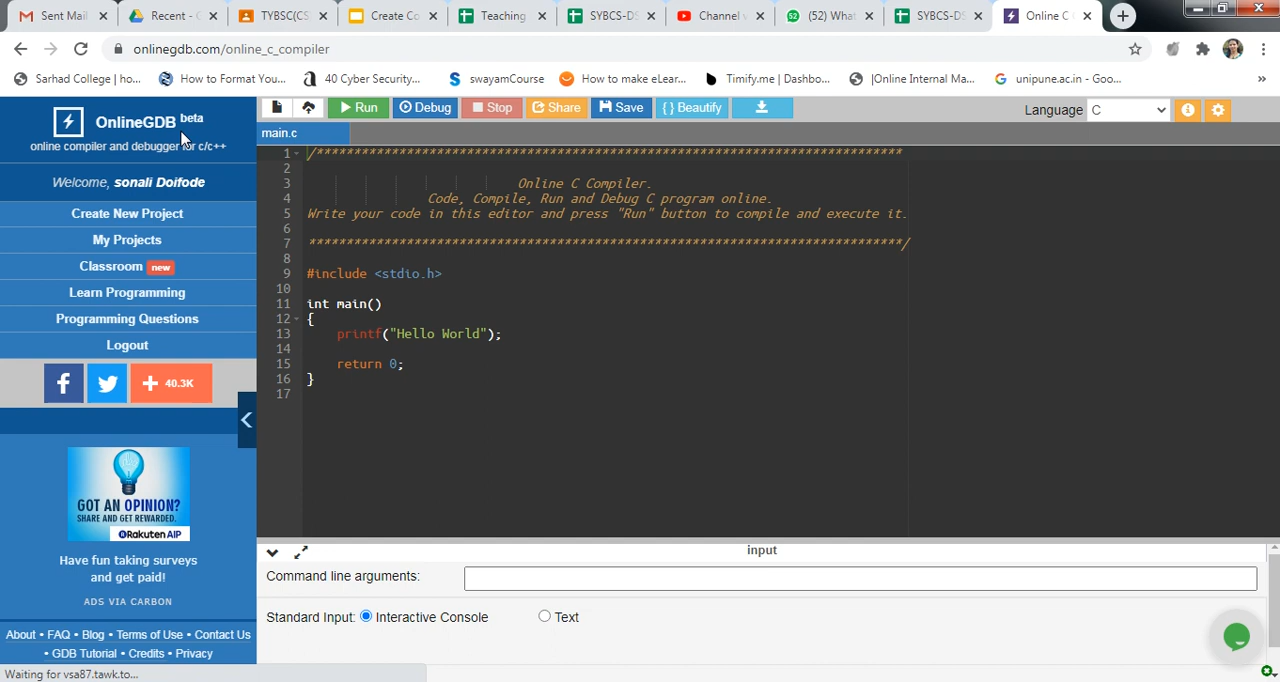 Sent Mail
Recent - G
TYBSC(CS
Create Co
Teaching
SYBCS-DS
Channel v
(52) What
SYBCS-DS
Online C C
onlinegdb.com/online_c_compiler
Sarhad College | ho...
How to Format You...
40 Cyber Security...
swayamCourse
How to make eLear...
Timify.me | Dashbo...
|Online Internal Ma...
unipune.ac.in - Goo...
»
OnlineGDB beta
online compiler and debugger for c/c++
Welcome, sonali Doifode
Create New Project
My Projects
Classroom new
Learn Programming
Programming Questions
Logout
40.3K
GOT AN OPINION?
SHARE AND GET REWARDED.
Rakuten AIP
Have fun taking surveys
and get paid!
ADS VIA CARBON
About • FAQ • Blog • Terms of Use • Contact Us
• GDB Tutorial • Credits • Privacy
Waiting for vsa87.tawk.to...
Run
Debug
Stop
Share
Save
{ } Beautify
Language C
main.c
1 /******************************************************************************
2
3 Online C Compiler.
4 Code, Compile, Run and Debug C program online.
5 Write your code in this editor and press "Run" button to compile and execute it.
6
7 *******************************************************************************/
8
9 #include <stdio.h>
10
11 int main()
12 {
13 printf("Hello World");
14
15 return 0;
16 }
17
input
Command line arguments:
Standard Input: Interactive Console Text